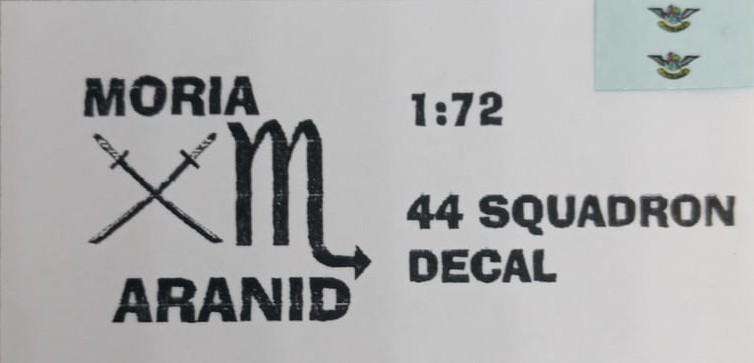 MORIA
ARANID
1:72
44 SQUADRON
DECAL